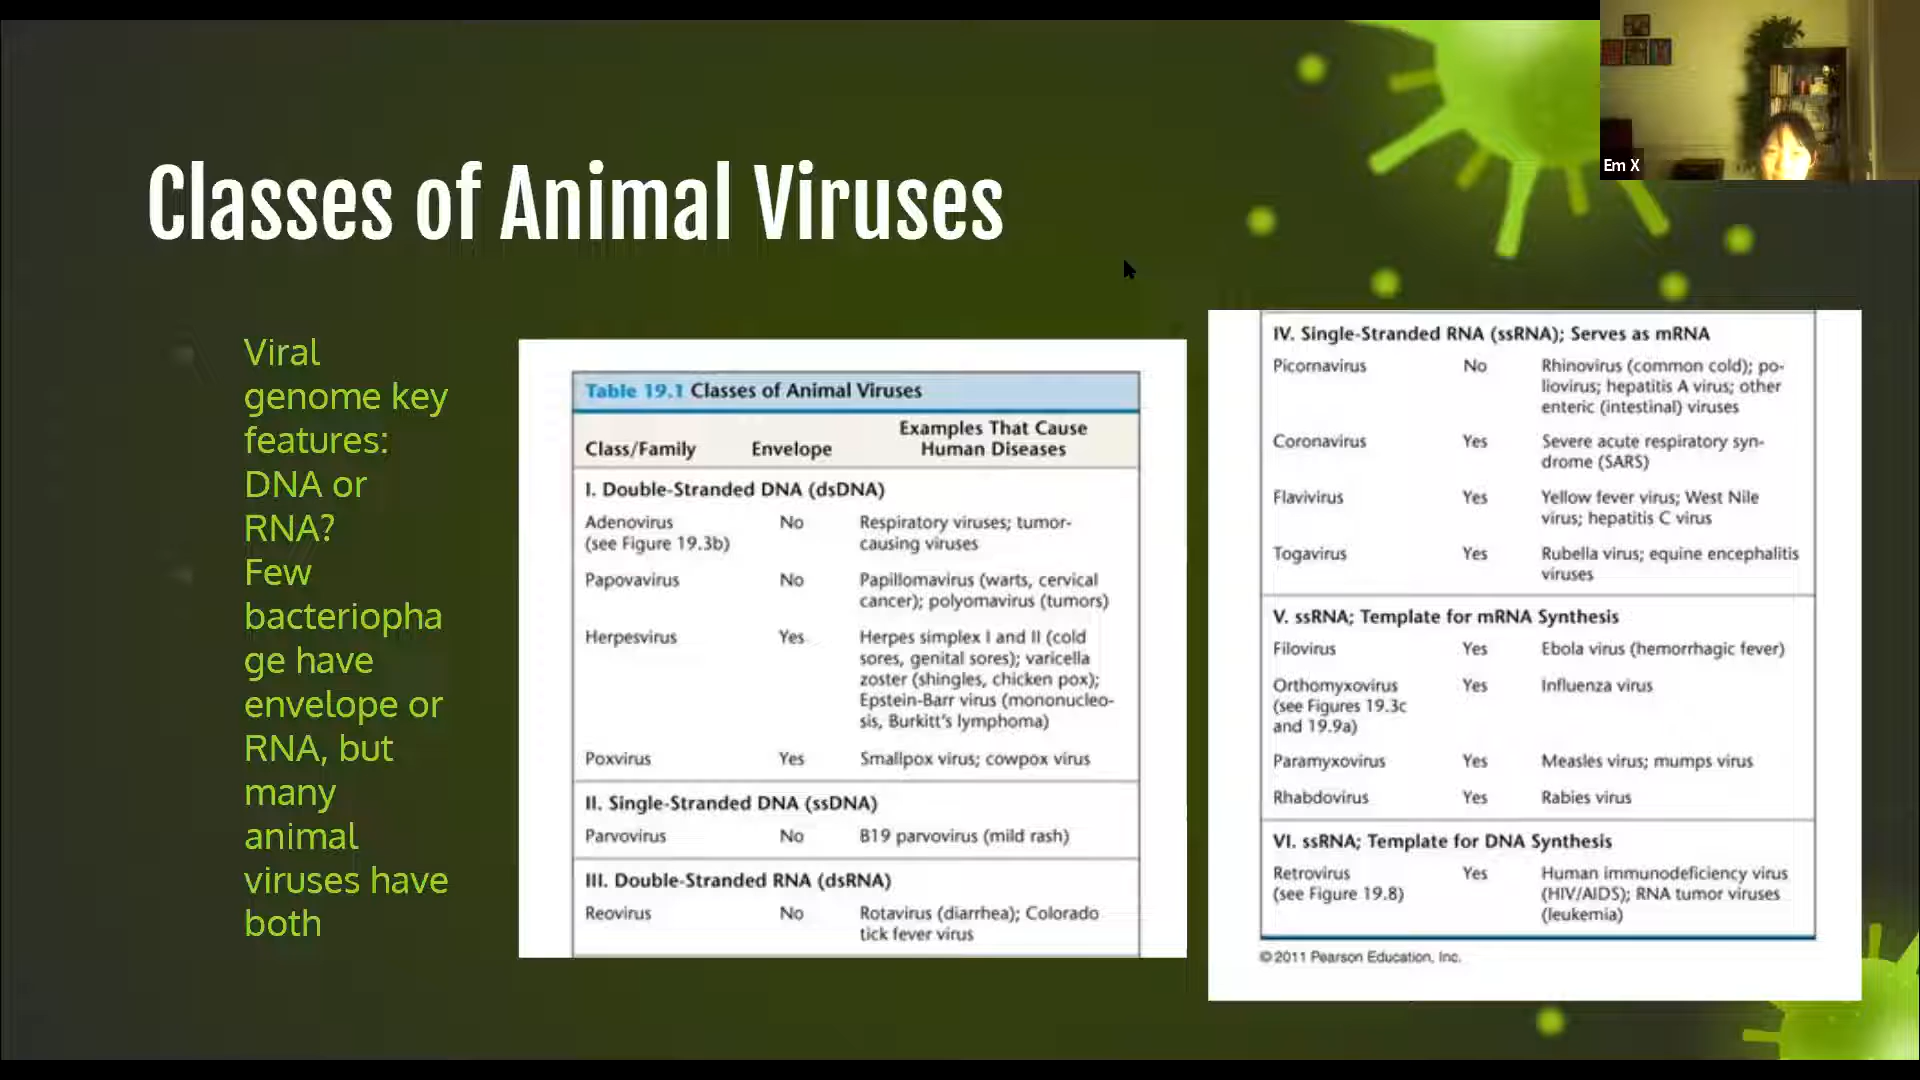 Em X
Classes of Animal Viruses
Viral
genome key
features:
DNA or
RNA?
Few
bacteriopha
ge have
envelope or
RNA, but
many
animal
viruses have
both
Table 19.1 Classes of Animal Viruses
Class/Family Envelope Examples That Cause
Human Diseases
I. Double-Stranded DNA (dsDNA)
Adenovirus No Respiratory viruses; tumor-
(see Figure 19.3b) causing viruses
Papovavirus No Papillomavirus (warts, cervical
cancer); polyomavirus (tumors)
Herpesvirus Yes Herpes simplex I and II (cold
sores, genital sores); varicella
zoster (shingles, chicken pox);
Epstein-Barr virus (mononucleo-
sis, Burkitt's lymphoma)
Poxvirus Yes Smallpox virus; cowpox virus
II. Single-Stranded DNA (ssDNA)
Parvovirus No B19 parvovirus (mild rash)
III. Double-Stranded RNA (dsRNA)
Reovirus No Rotavirus (diarrhea); Colorado
tick fever virus
IV. Single-Stranded RNA (ssRNA); Serves as mRNA
Picornavirus No Rhinovirus (common cold); po-
liovirus; hepatitis A virus; other
enteric (intestinal) viruses
Coronavirus Yes Severe acute respiratory syn-
drome (SARS)
Flavivirus Yes Yellow fever virus; West Nile
virus; hepatitis C virus
Togavirus Yes Rubella virus; equine encephalitis
viruses
V. ssRNA; Template for mRNA Synthesis
Filovirus Yes Ebola virus (hemorrhagic fever)
Orthomyxovirus Yes Influenza virus
(see Figures 19.3c
and 19.9a)
Paramyxovirus Yes Measles virus; mumps virus
Rhabdovirus Yes Rabies virus
VI. ssRNA; Template for DNA Synthesis
Retrovirus Yes Human immunodeficiency virus
(see Figure 19.8) (HIV/AIDS); RNA tumor viruses
(leukemia)
© 2011 Pearson Education, Inc.